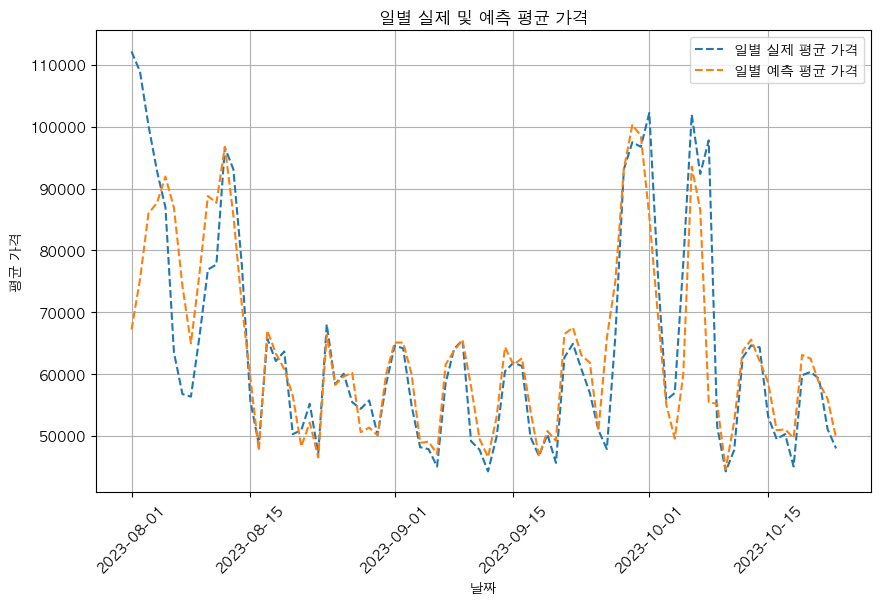 일별 실제 및 예측 평균 가격
일별 실제 평균 가격
일별 예측 평균 가격
평균 가격
110000
100000
90000
80000
70000
60000
50000
2023-08-01
2023-08-15
2023-09-01
2023-09-15
2023-10-01
2023-10-15
날짜